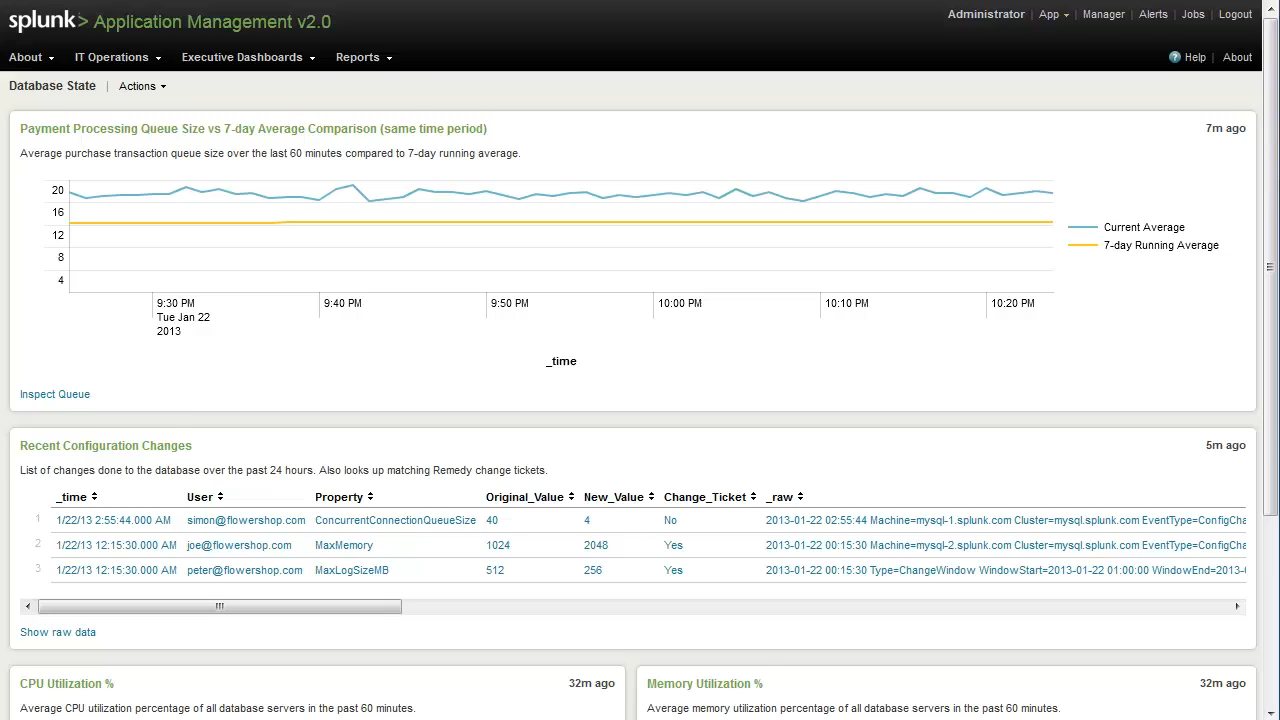 splunk> Application Management v2.0
Administrator | App | Manager | Alerts | Jobs | Logout
About IT Operations Executive Dashboards Reports
? Help | About
Database State | Actions
Payment Processing Queue Size vs 7-day Average Comparison (same time period) 7m ago
Average purchase transaction queue size over the last 60 minutes compared to 7-day running average.
20
16
12
8
4
Current Average
7-day Running Average
9:30 PM 9:40 PM 9:50 PM 10:00 PM 10:10 PM 10:20 PM
Tue Jan 22
2013
_time
Inspect Queue
Recent Configuration Changes 5m ago
List of changes done to the database over the past 24 hours. Also looks up matching Remedy change tickets.
_time User Property Original_Value New_Value Change_Ticket _raw
1 1/22/13 2:55:44.000 AM simon@flowershop.com ConcurrentConnectionQueueSize 40 4 No 2013-01-22 02:55:44 Machine=mysql-1.splunk.com Cluster=mysql.splunk.com EventType=ConfigCha
2 1/22/13 12:15:30.000 AM joe@flowershop.com MaxMemory 1024 2048 Yes 2013-01-22 00:15:30 Machine=mysql-2.splunk.com Cluster=mysql.splunk.com EventType=ConfigCha
3 1/22/13 12:15:30.000 AM peter@flowershop.com MaxLogSizeMB 512 256 Yes 2013-01-22 00:15:30 Type=ChangeWindow WindowStart=2013-01-22 01:00:00 WindowEnd=2013-
Show raw data
CPU Utilization % 32m ago
Average CPU utilization percentage of all database servers in the past 60 minutes.
Memory Utilization % 32m ago
Average memory utilization percentage of all database servers in the past 60 minutes.